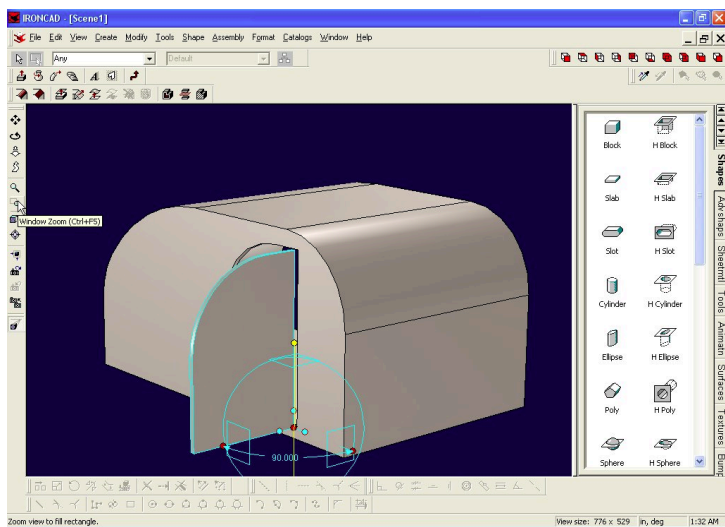 IRONCAD - [Scene1]
File Edit View Create Modify Tools Shape Assembly Format Catalogs Window Help
Any
Default
Window Zoom (Ctrl+F5)
90.000
Block
H Block
Slab
H Slab
Slot
H Slot
Cylinder
H Cylinder
Ellipse
H Ellipse
Poly
H Poly
Sphere
H Sphere
Shapes
Adv shaps
Sheetmtl
Tools
Animatn
Surfaces
Textures
Bump
Zoom view to fill rectangle.
View size: 776 x 529
in, deg
1:32 AM